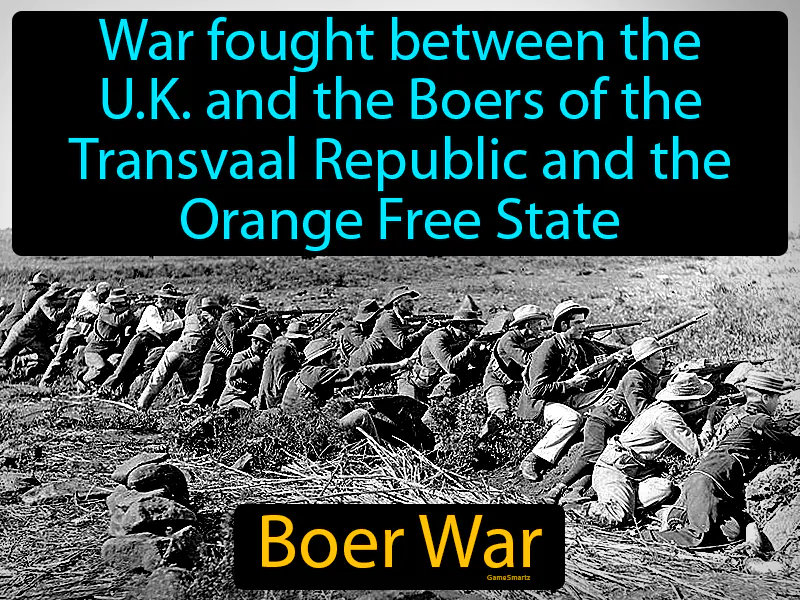 War fought between the
U.K. and the Boers of the
Transvaal Republic and the
Orange Free State
Boer War
GameSmartz